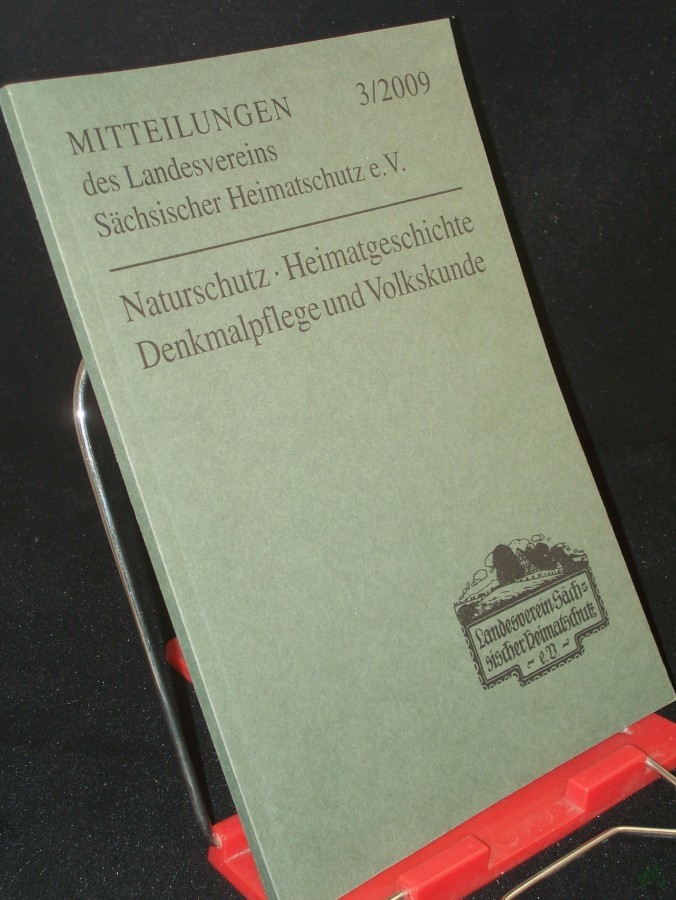 MITTEILUNGEN 3/2009
des Landesvereins
Sächsischer Heimatschutz e.V.
Naturschutz · Heimatgeschichte
Denkmalpflege und Volkskunde
Landesverein Säch=
sischer Heimatschutz
~ e.V. ~